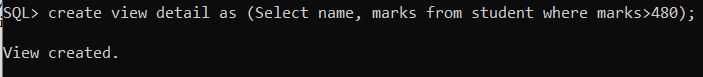 SQL> create view detail as (Select name, marks from student where marks>480);
View created.